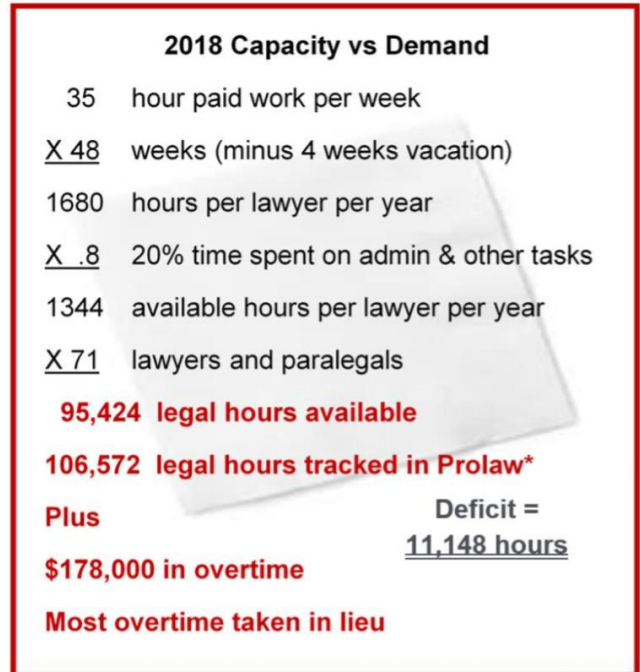 2018 Capacity vs Demand
35 hour paid work per week
X 48 weeks (minus 4 weeks vacation)
1680 hours per lawyer per year
X .8 20% time spent on admin & other tasks
1344 available hours per lawyer per year
X 71 lawyers and paralegals
95,424 legal hours available
106,572 legal hours tracked in Prolaw*
Plus
Deficit =
11,148 hours
$178,000 in overtime
Most overtime taken in lieu